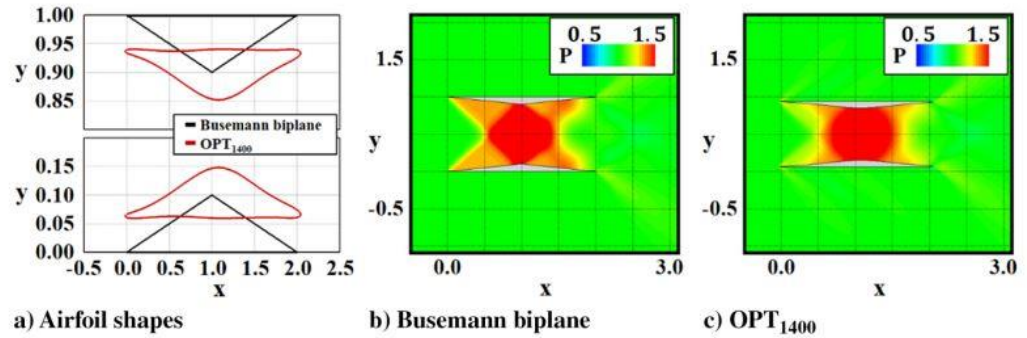 1.00
0.95
y 0.90
0.85
Busemann biplane
OPT1400
0.15
y 0.10
0.05
0.00
-0.5 0.0 0.5 1.0 1.5 2.0 2.5
x
a) Airfoil shapes
0.5 1.5
P
1.5
y
-0.5
0.0 3.0
x
b) Busemann biplane
0.5 1.5
P
1.5
y
-0.5
0.0 3.0
x
c) OPT1400